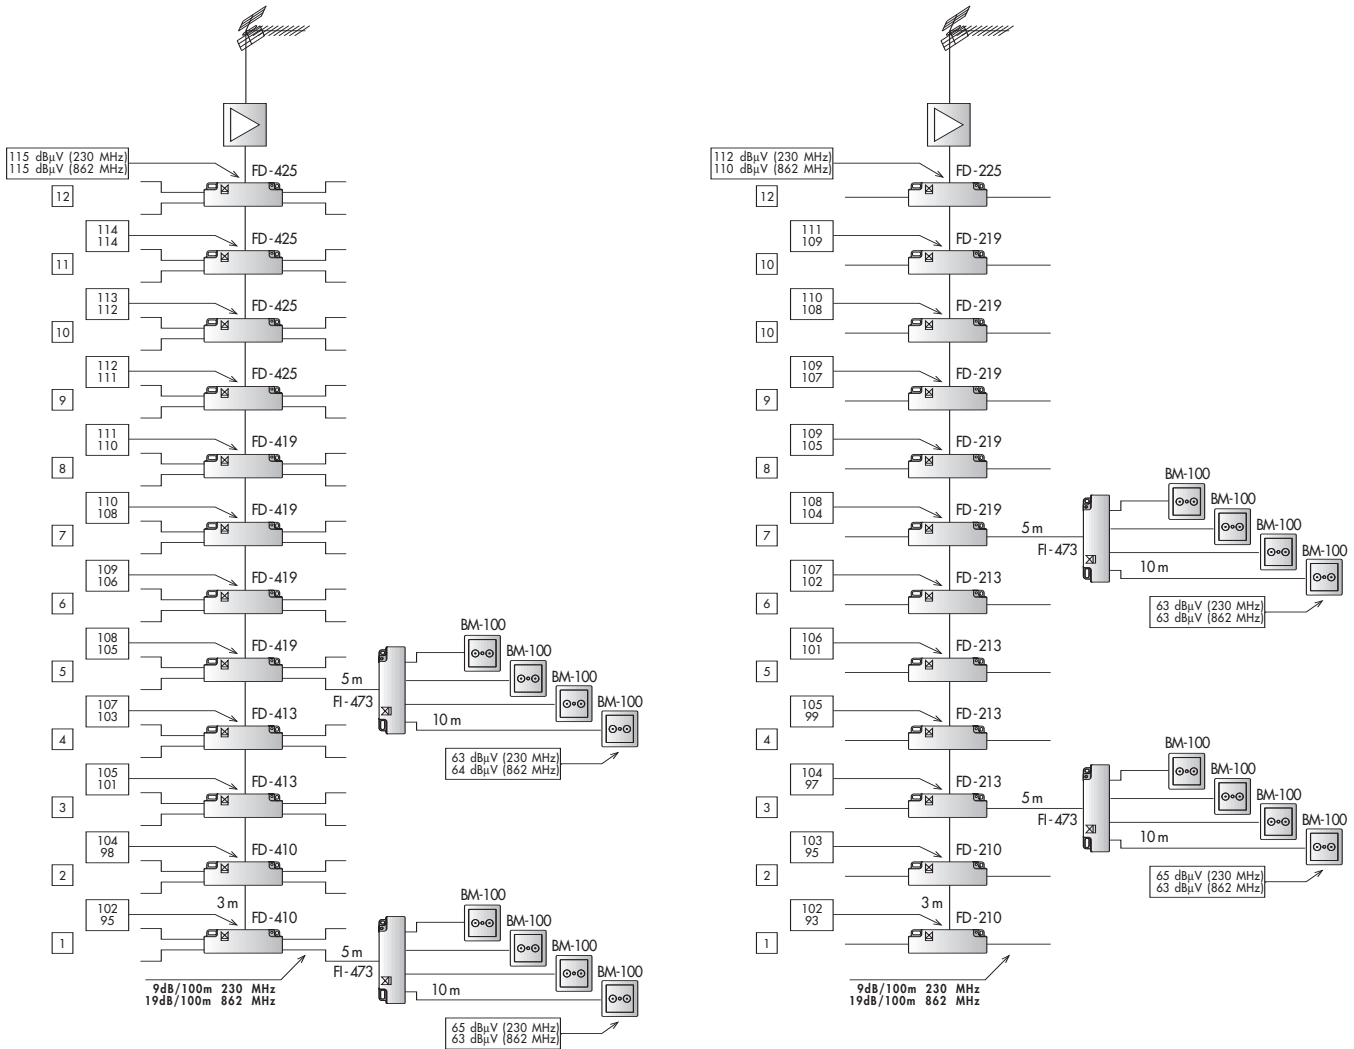 115 dBµV (230 MHz)
115 dBµV (862 MHz)
FD-425
12
114
114
FD-425
11
113
112
FD-425
10
112
111
FD-425
9
111
110
FD-419
8
110
108
FD-419
7
109
106
FD-419
6
108
105
FD-419
5
5 m
FI-473
BM-100
BM-100
BM-100
BM-100
10 m
63 dBµV (230 MHz)
64 dBµV (862 MHz)
107
103
FD-413
4
105
101
FD-413
3
104
98
FD-410
2
3 m
102
95
FD-410
1
5 m
FI-473
BM-100
BM-100
BM-100
BM-100
10 m
65 dBµV (230 MHz)
63 dBµV (862 MHz)
9dB/100m 230 MHz
19dB/100m 862 MHz
112 dBµV (230 MHz)
110 dBµV (862 MHz)
FD-225
12
111
109
FD-219
10
110
108
FD-219
10
109
107
FD-219
9
109
105
FD-219
8
108
104
FD-219
7
5 m
FI-473
BM-100
BM-100
BM-100
BM-100
10 m
63 dBµV (230 MHz)
63 dBµV (862 MHz)
107
102
FD-213
6
106
101
FD-213
5
105
99
FD-213
4
104
97
FD-213
3
5 m
FI-473
BM-100
BM-100
BM-100
BM-100
10 m
65 dBµV (230 MHz)
63 dBµV (862 MHz)
103
95
FD-210
2
3 m
102
93
FD-210
1
9dB/100m 230 MHz
19dB/100m 862 MHz